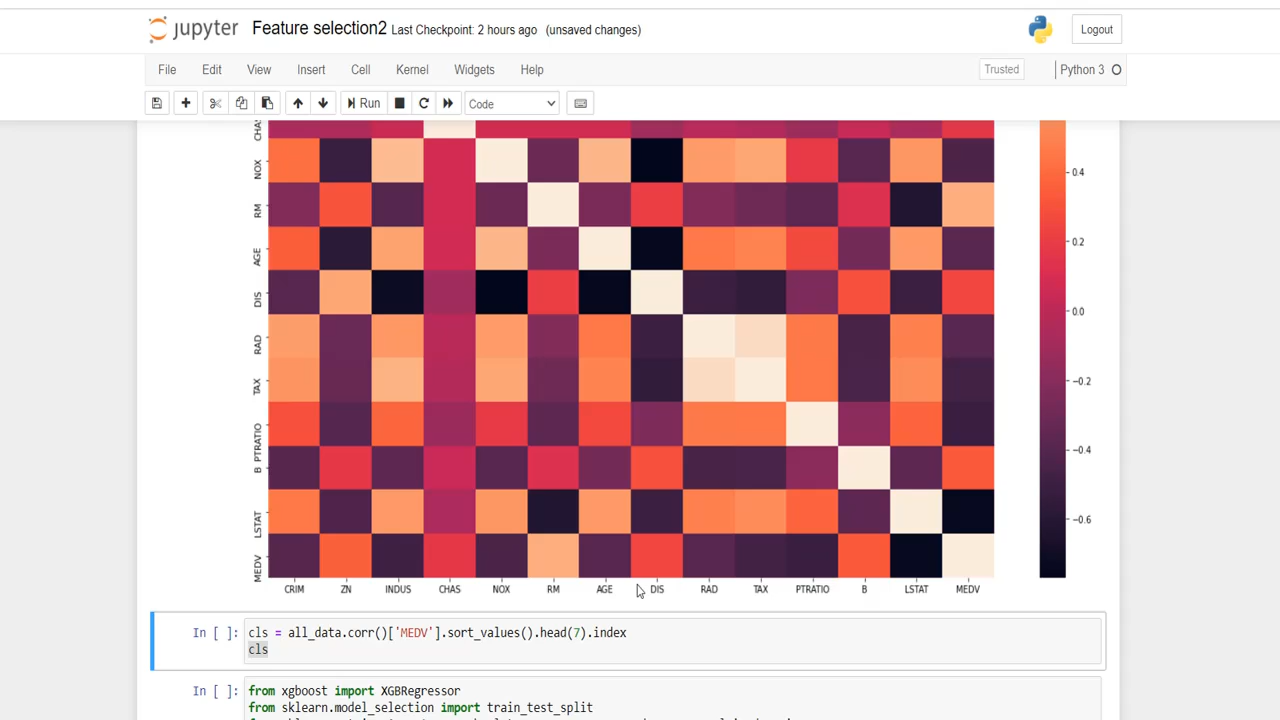 jupyter Feature selection2 Last Checkpoint: 2 hours ago (unsaved changes) Logout
File Edit View Insert Cell Kernel Widgets Help Trusted Python 3
Run Code
CHAS
NOX
RM
AGE
DIS
RAD
TAX
PTRATIO
B
LSTAT
MEDV
0.4
0.2
0.0
−0.2
−0.4
−0.6
CRIM ZN INDUS CHAS NOX RM AGE DIS RAD TAX PTRATIO B LSTAT MEDV
In [ ]: cls = all_data.corr()['MEDV'].sort_values().head(7).index
cls
In [ ]: from xgboost import XGBRegressor
from sklearn.model_selection import train_test_split